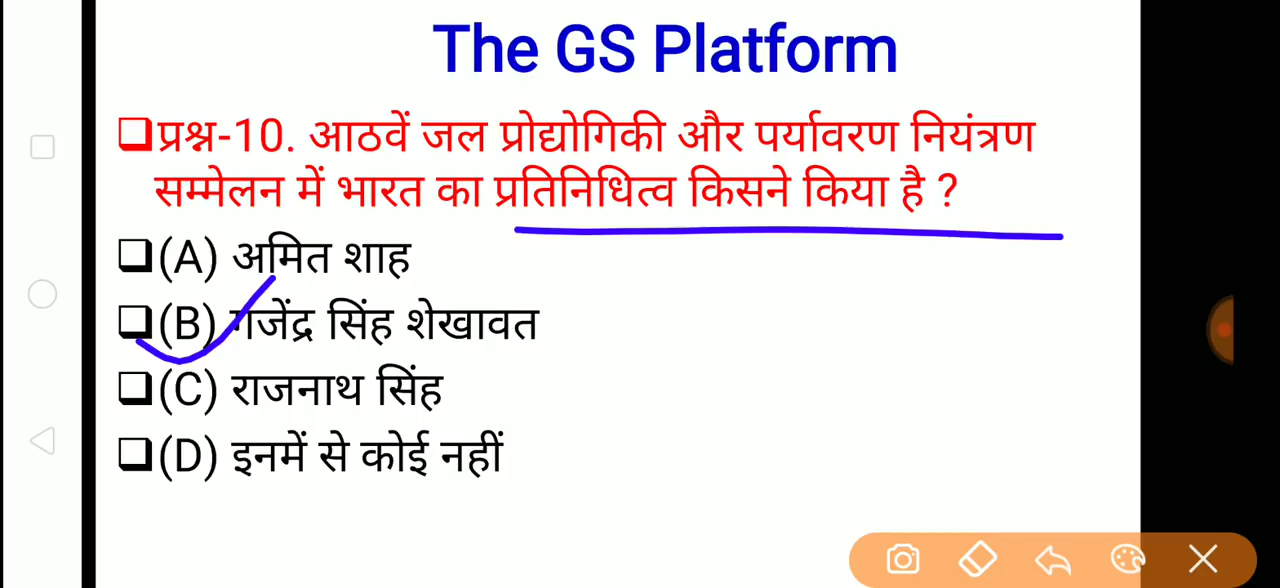 The GS Platform
❑प्रश्न-10. आठवें जल प्रोद्योगिकी और पर्यावरण नियंत्रण
सम्मेलन में भारत का प्रतिनिधित्व किसने किया है ?
❑(A) अमित शाह
❑(B) गजेंद्र सिंह शेखावत
❑(C) राजनाथ सिंह
❑(D) इनमें से कोई नहीं